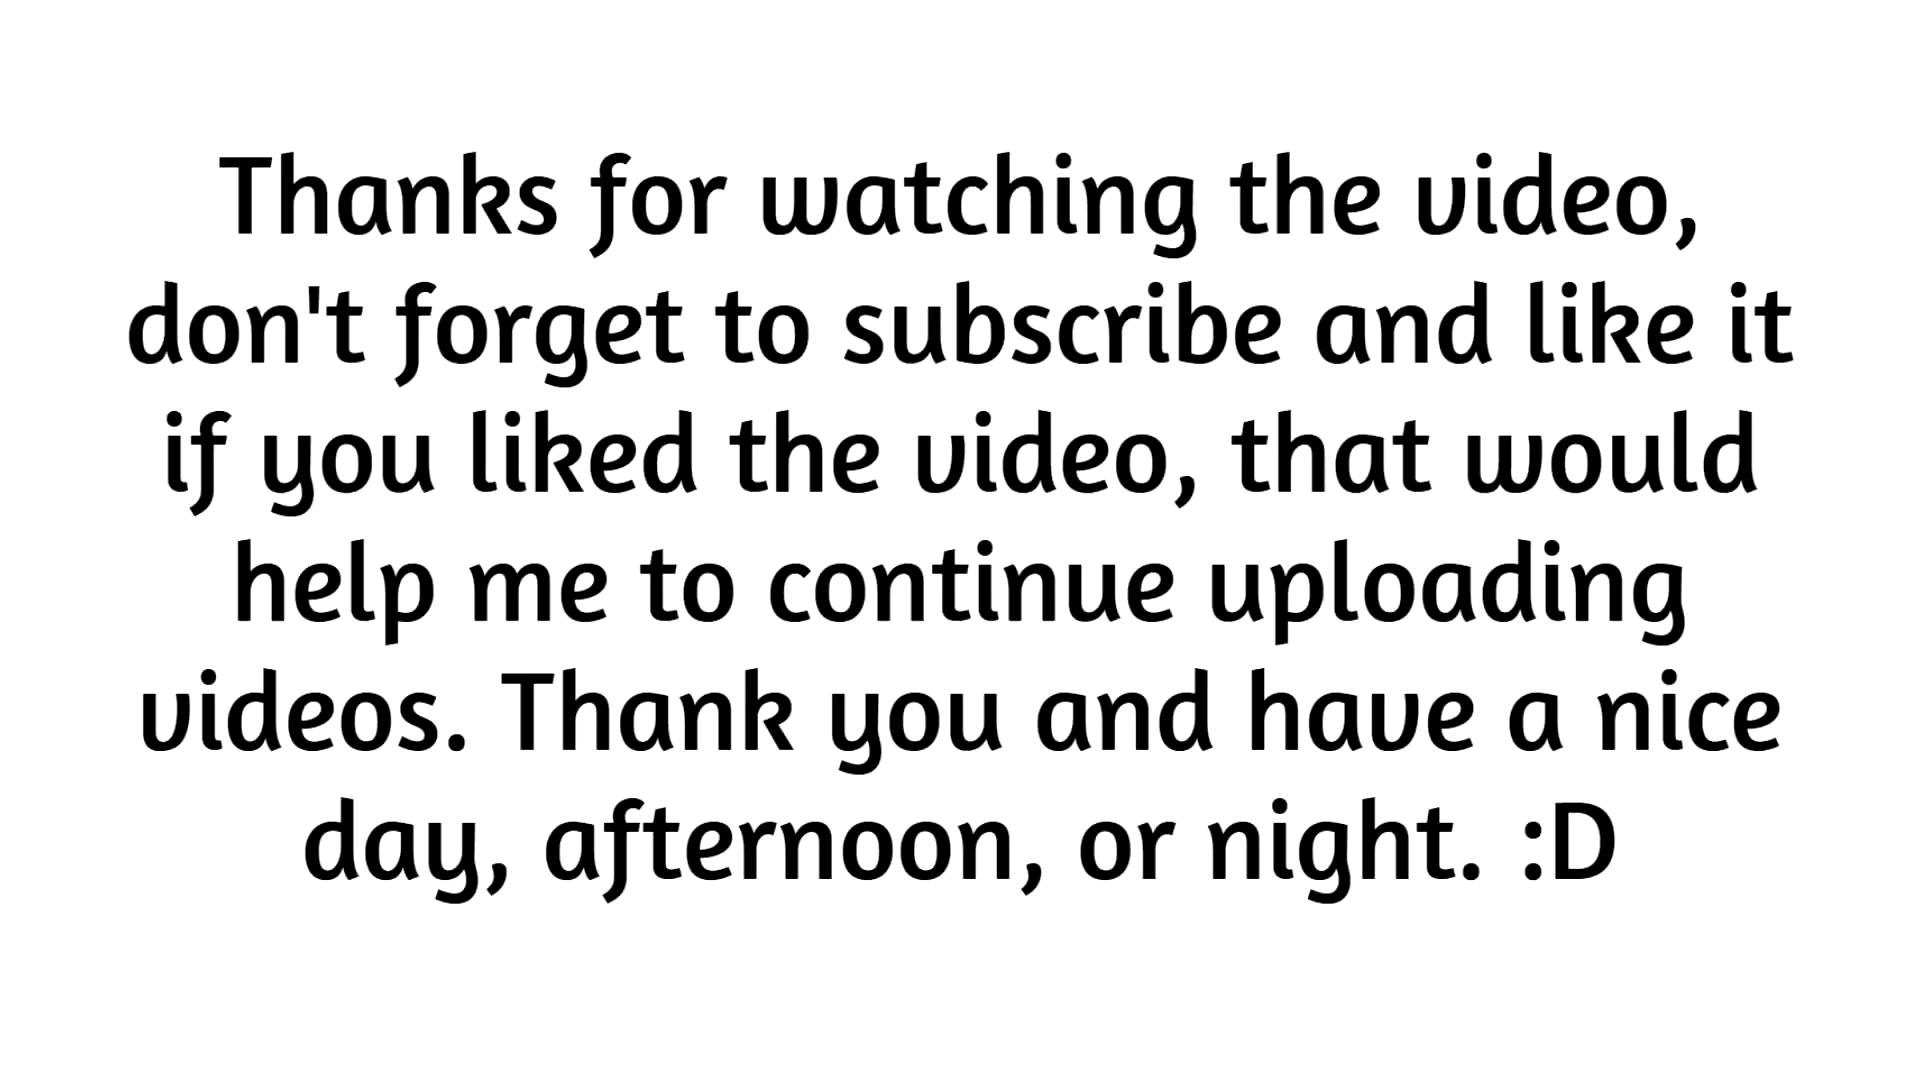 Thanks for watching the video,
don't forget to subscribe and like it
if you liked the video, that would
help me to continue uploading
videos. Thank you and have a nice
day, afternoon, or night. :D